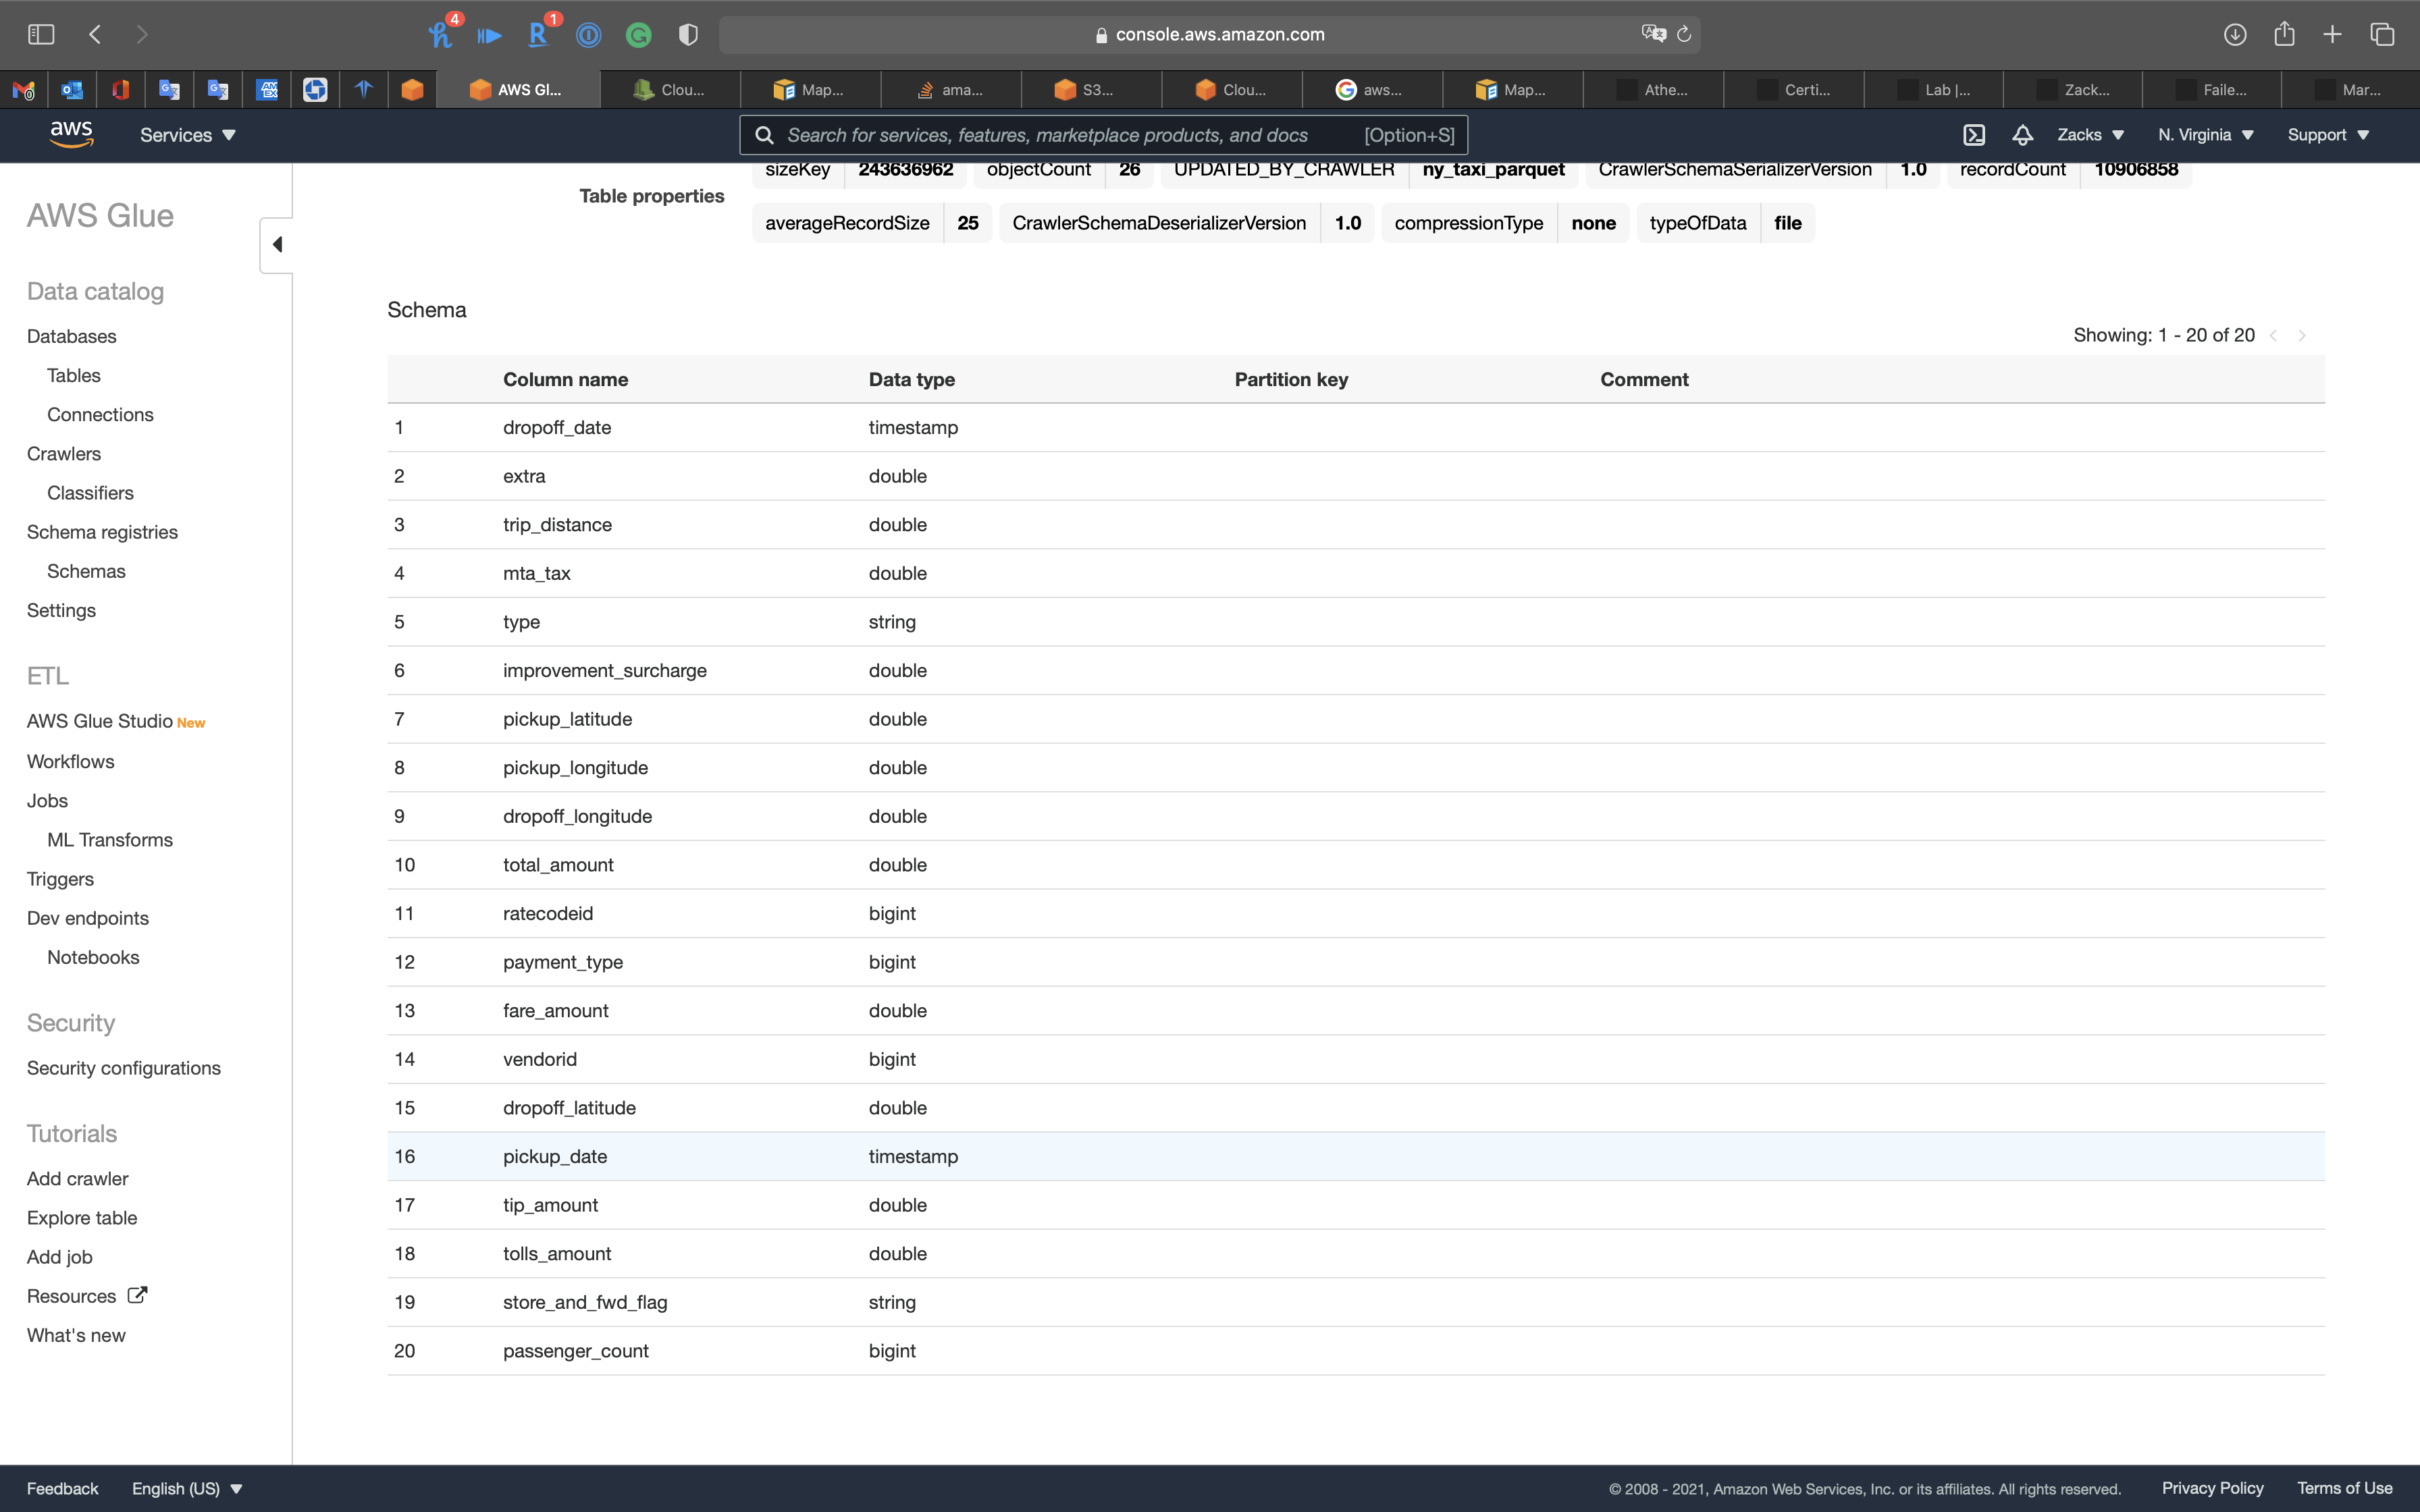 4 1 console.aws.amazon.com
0 AWS Gl... Clou... Map... ama... S3... Clou... aws... Map... Athe... Certi... Lab |... Zack... Faile... Mar...
aws Services Search for services, features, marketplace products, and docs [Option+S] Zacks N. Virginia Support
sizeKey 243636962 objectCount 26 UPDATED_BY_CRAWLER ny_taxi_parquet CrawlerSchemaSerializerVersion 1.0 recordCount 10906858
Table properties
averageRecordSize 25 CrawlerSchemaDeserializerVersion 1.0 compressionType none typeOfData file
AWS Glue
Data catalog
Databases
Tables
Connections
Crawlers
Classifiers
Schema registries
Schemas
Settings
ETL
AWS Glue Studio New
Workflows
Jobs
ML Transforms
Triggers
Dev endpoints
Notebooks
Security
Security configurations
Tutorials
Add crawler
Explore table
Add job
Resources
What's new
Schema
Showing: 1 - 20 of 20
Column name Data type Partition key Comment
1 dropoff_date timestamp
2 extra double
3 trip_distance double
4 mta_tax double
5 type string
6 improvement_surcharge double
7 pickup_latitude double
8 pickup_longitude double
9 dropoff_longitude double
10 total_amount double
11 ratecodeid bigint
12 payment_type bigint
13 fare_amount double
14 vendorid bigint
15 dropoff_latitude double
16 pickup_date timestamp
17 tip_amount double
18 tolls_amount double
19 store_and_fwd_flag string
20 passenger_count bigint
Feedback English (US) © 2008 - 2021, Amazon Web Services, Inc. or its affiliates. All rights reserved. Privacy Policy Terms of Use